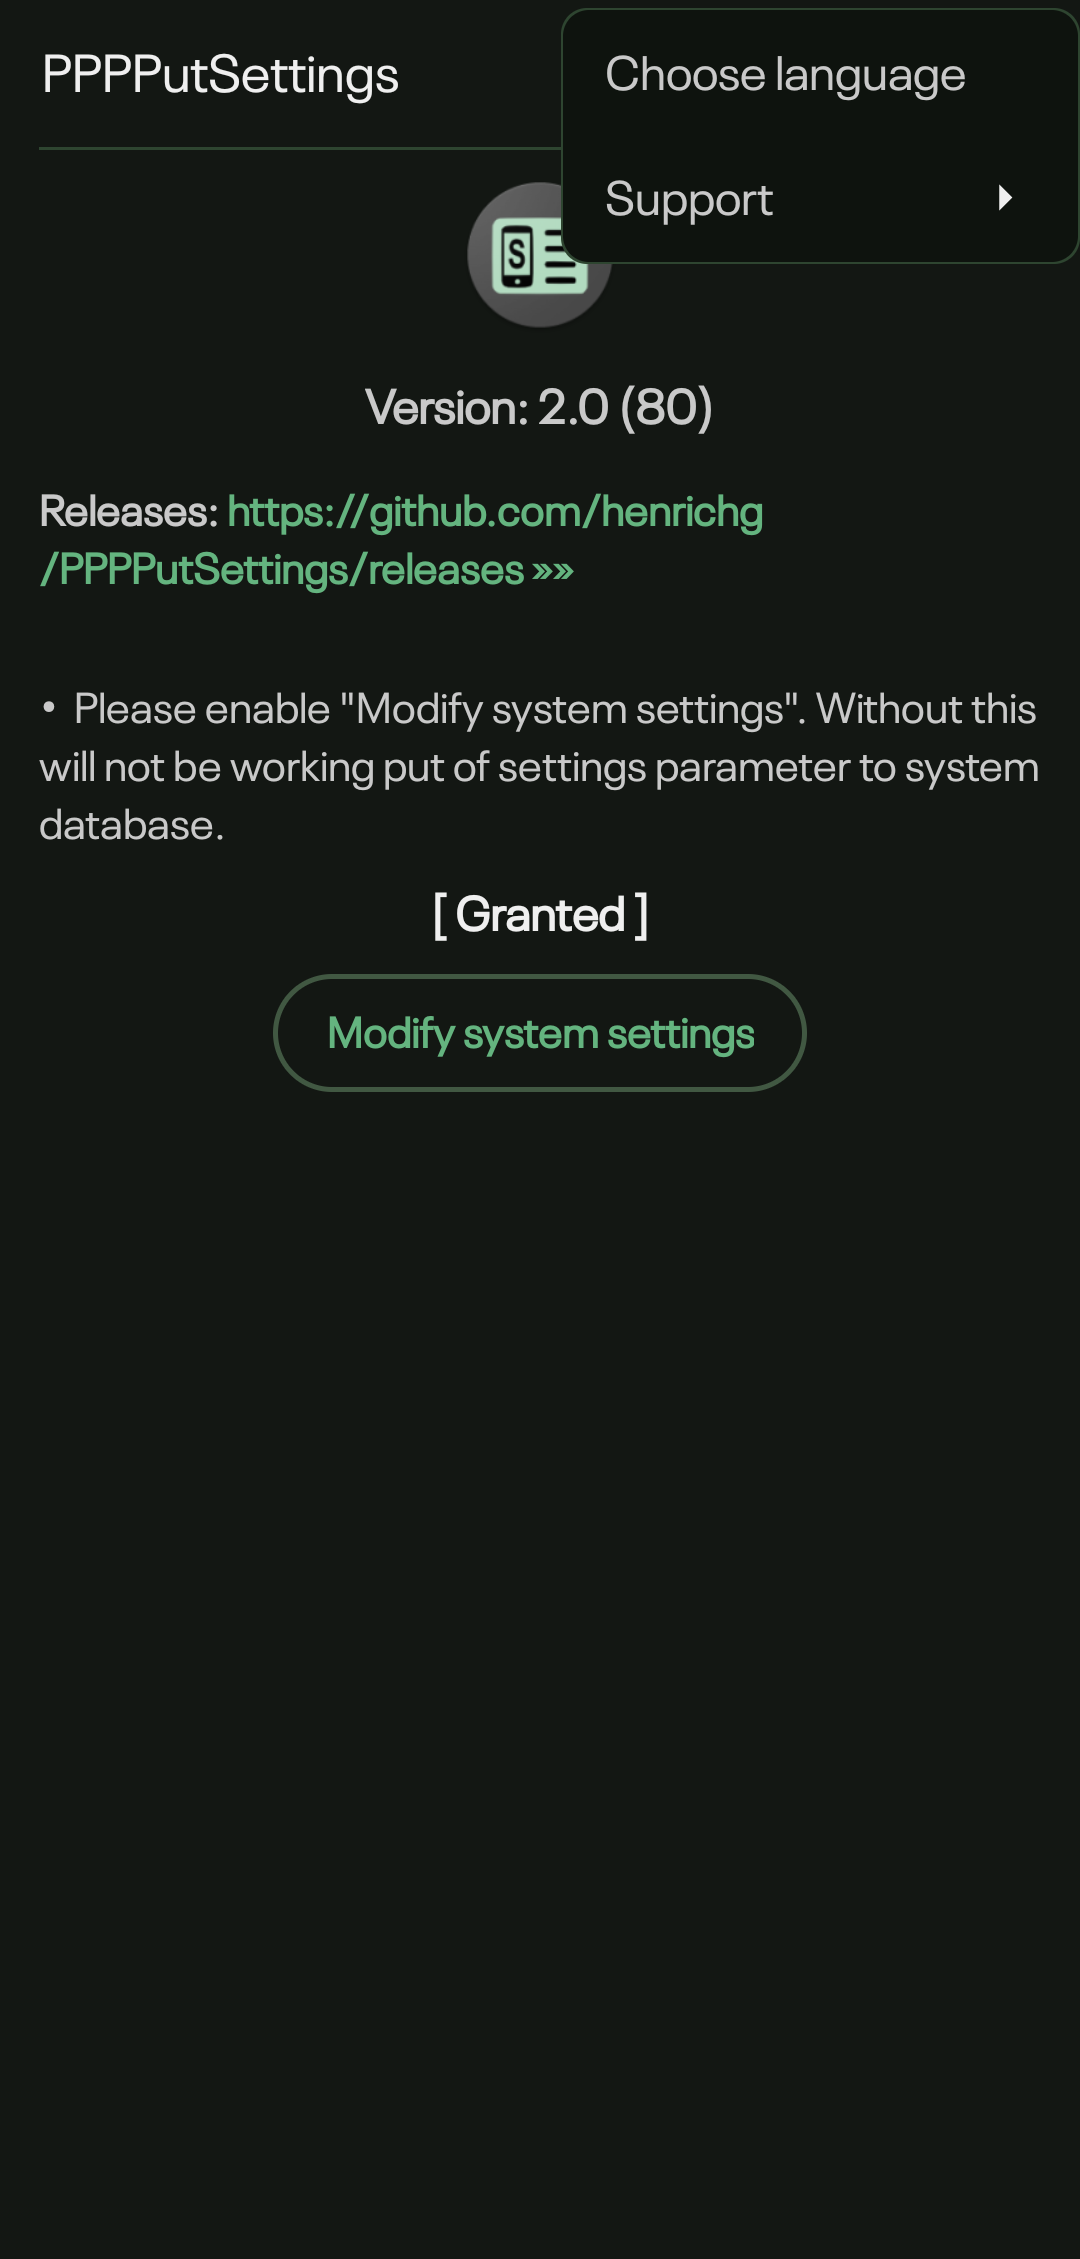 PPPPutSettings
Choose language
Support
S
Version: 2.0 (80)
Releases: https://github.com/henrichg
/PPPPutSettings/releases »»
• Please enable "Modify system settings". Without this
will not be working put of settings parameter to system
database.
[ Granted ]
Modify system settings